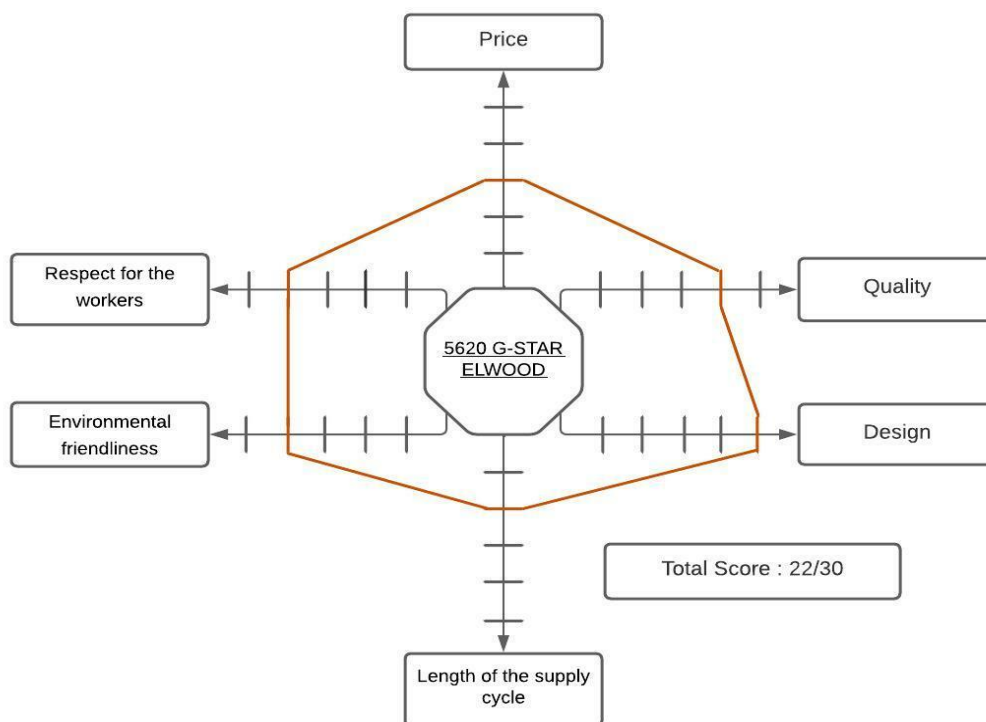 Price
Respect for the
workers
Quality
5620 G-STAR
ELWOOD
Environmental
friendliness
Design
Total Score : 22/30
Length of the supply
cycle